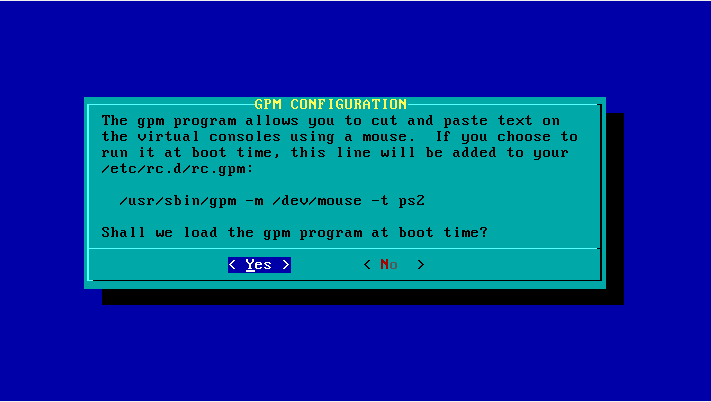 GPM CONFIGURATION
The gpm program allows you to cut and paste text on
the virtual consoles using a mouse.  If you choose to
run it at boot time, this line will be added to your
/etc/rc.d/rc.gpm:
/usr/sbin/gpm -m /dev/mouse -t ps2
Shall we load the gpm program at boot time?
< Yes > < No  >